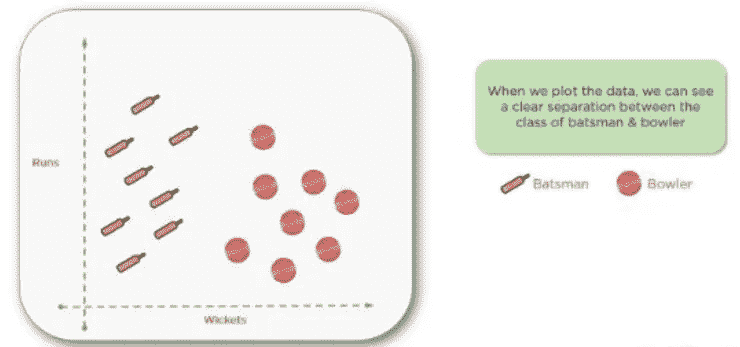 When we plot the data, we can see
a clear separation between the
class of batsman & bowler
Runs
Batsman
Bowler
Wickets